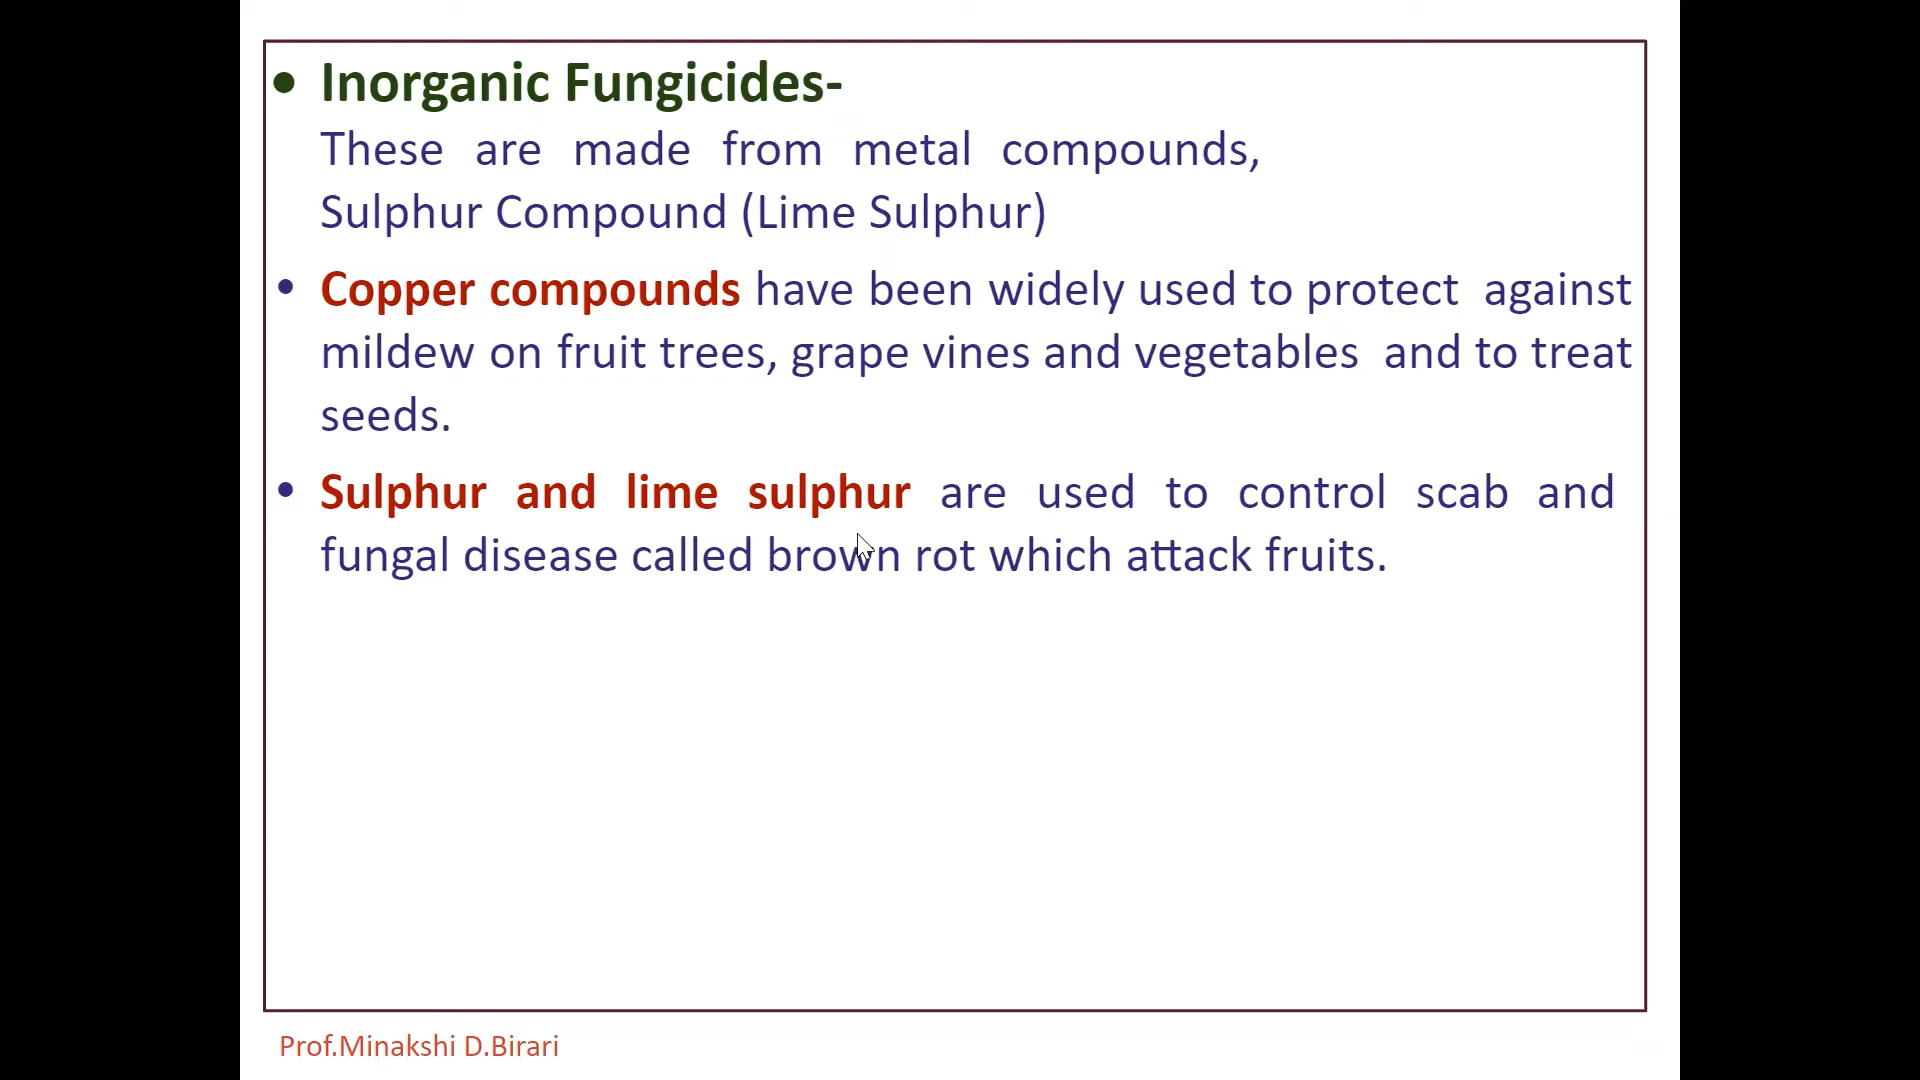 • Inorganic Fungicides-
These are made from metal compounds,
Sulphur Compound (Lime Sulphur)
• Copper compounds have been widely used to protect against
mildew on fruit trees, grape vines and vegetables and to treat
seeds.
• Sulphur and lime sulphur are used to control scab and
fungal disease called brown rot which attack fruits.
Prof.Minakshi D.Birari